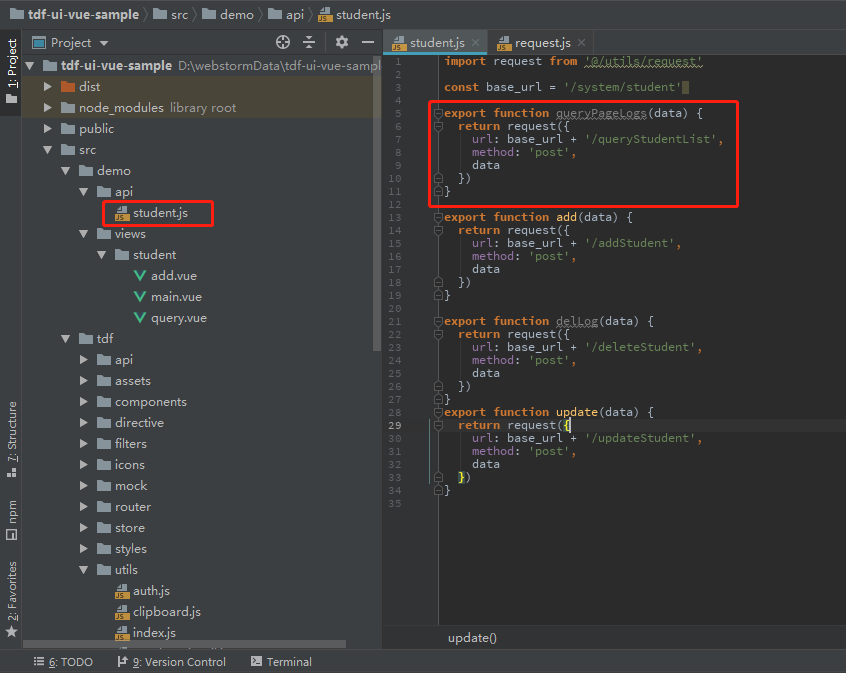 tdf-ui-vue-sample src demo api student.js
Project
student.js
request.js
1: Project
7: Structure
npm
2: Favorites
tdf-ui-vue-sample D:\webstormData\tdf-ui-vue-sampl
dist
node_modules library root
public
src
demo
api
student.js
views
student
add.vue
main.vue
query.vue
tdf
api
assets
components
directive
filters
icons
mock
router
store
styles
utils
auth.js
clipboard.js
index.js
1 import request from '@/utils/request'
2
3 const base_url = '/system/student'
4
5 export function queryPageLogs(data) {
6 return request({
7 url: base_url + '/queryStudentList',
8 method: 'post',
9 data
10 })
11 }
12
13 export function add(data) {
14 return request({
15 url: base_url + '/addStudent',
16 method: 'post',
17 data
18 })
19 }
20
21 export function delLog(data) {
22 return request({
23 url: base_url + '/deleteStudent',
24 method: 'post',
25 data
26 })
27 }
28 export function update(data) {
29 return request({
30 url: base_url + '/updateStudent',
31 method: 'post',
32 data
33 })
34 }
35
update()
6: TODO 9: Version Control Terminal